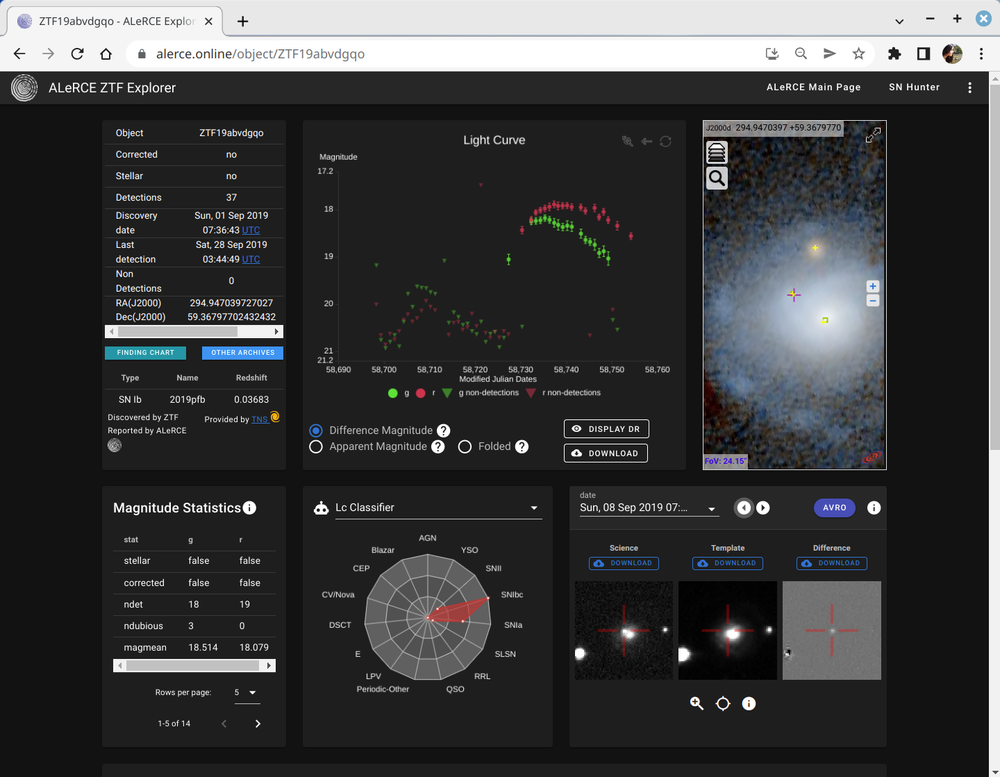 ZTF19abvdgqo - ALeRCE Explor
alerce.online/object/ZTF19abvdgqo
ALeRCE ZTF Explorer
ALeRCE Main Page
SN Hunter
Object ZTF19abvdgqo
Corrected no
Stellar no
Detections 37
Discovery date Sun, 01 Sep 2019 07:36:43 UTC
Last detection Sat, 28 Sep 2019 03:44:49 UTC
Non Detections 0
RA(J2000) 294.947039727027
Dec(J2000) 59.36797702432432
FINDING CHART
OTHER ARCHIVES
Type Name Redshift
SN Ib 2019pfb 0.03683
Discovered by ZTF
Reported by ALeRCE
Provided by TNS
Light Curve
Magnitude
17.2
18
19
20
21
21.2
58,690 58,700 58,710 58,720 58,730 58,740 58,750 58,760
Modified Julian Dates
g r g non-detections r non-detections
Difference Magnitude ?
Apparent Magnitude ? Folded ?
DISPLAY DR
DOWNLOAD
J2000d 294.9470397 +59.3679770
+
−
FoV: 24.15"
Magnitude Statistics i
stat g r
stellar false false
corrected false false
ndet 18 19
ndubious 3 0
magmean 18.514 18.079
Rows per page: 5
1-5 of 14
Lc Classifier
AGN
YSO
SNII
SNIbc
SNIa
SLSN
RRL
QSO
Periodic-Other
LPV
E
DSCT
CV/Nova
CEP
Blazar
date
Sun, 08 Sep 2019 07:...
AVRO
i
Science Template Difference
DOWNLOAD DOWNLOAD DOWNLOAD
i